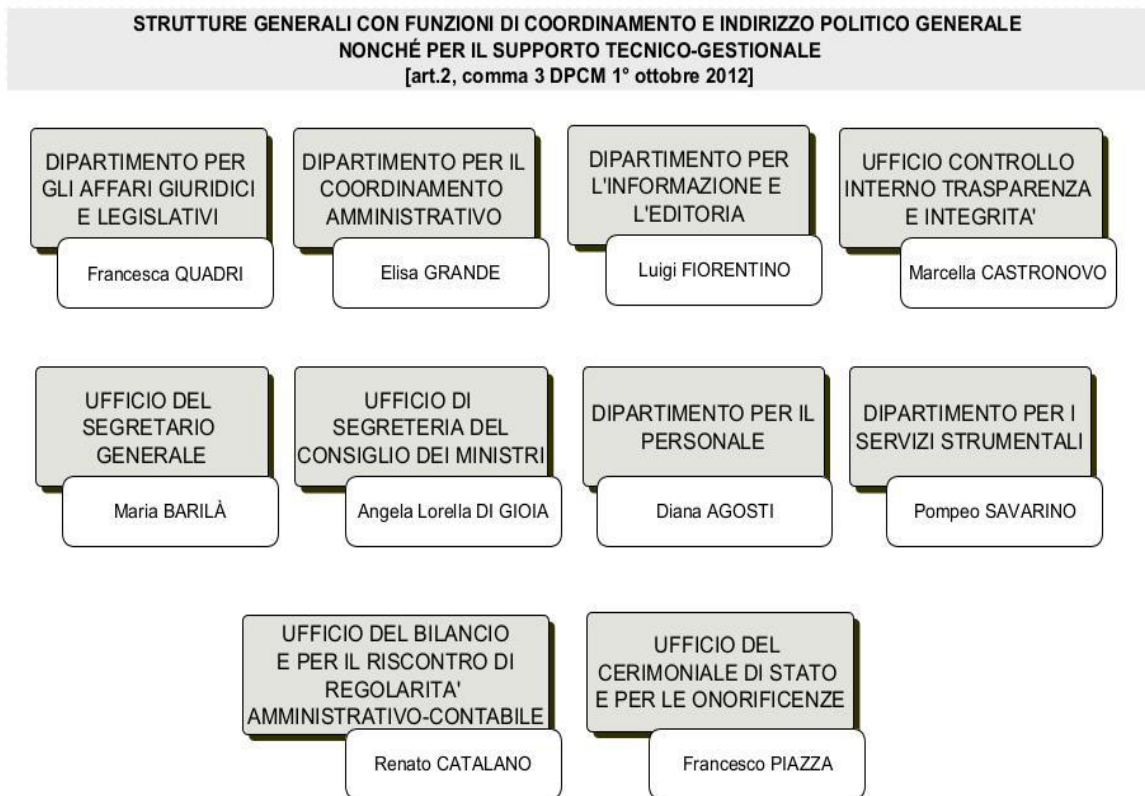 STRUTTURE GENERALI CON FUNZIONI DI COORDINAMENTO E INDIRIZZO POLITICO GENERALE
NONCHÉ PER IL SUPPORTO TECNICO-GESTIONALE
[art.2, comma 3 DPCM 1° ottobre 2012]
DIPARTIMENTO PER
GLI AFFARI GIURIDICI
E LEGISLATIVI
Francesca QUADRI
DIPARTIMENTO PER IL
COORDINAMENTO
AMMINISTRATIVO
Elisa GRANDE
DIPARTIMENTO PER
L'INFORMAZIONE E
L'EDITORIA
Luigi FIORENTINO
UFFICIO CONTROLLO
INTERNO TRASPARENZA
E INTEGRITA'
Marcella CASTRONOVO
UFFICIO DEL
SEGRETARIO
GENERALE
Maria BARILÀ
UFFICIO DI
SEGRETERIA DEL
CONSIGLIO DEI MINISTRI
Angela Lorella DI GIOIA
DIPARTIMENTO PER IL
PERSONALE
Diana AGOSTI
DIPARTIMENTO PER I
SERVIZI STRUMENTALI
Pompeo SAVARINO
UFFICIO DEL BILANCIO
E PER IL RISCONTRO DI
REGOLARITA'
AMMINISTRATIVO-CONTABILE
Renato CATALANO
UFFICIO DEL
CERIMONIALE DI STATO
E PER LE ONORIFICENZE
Francesco PIAZZA